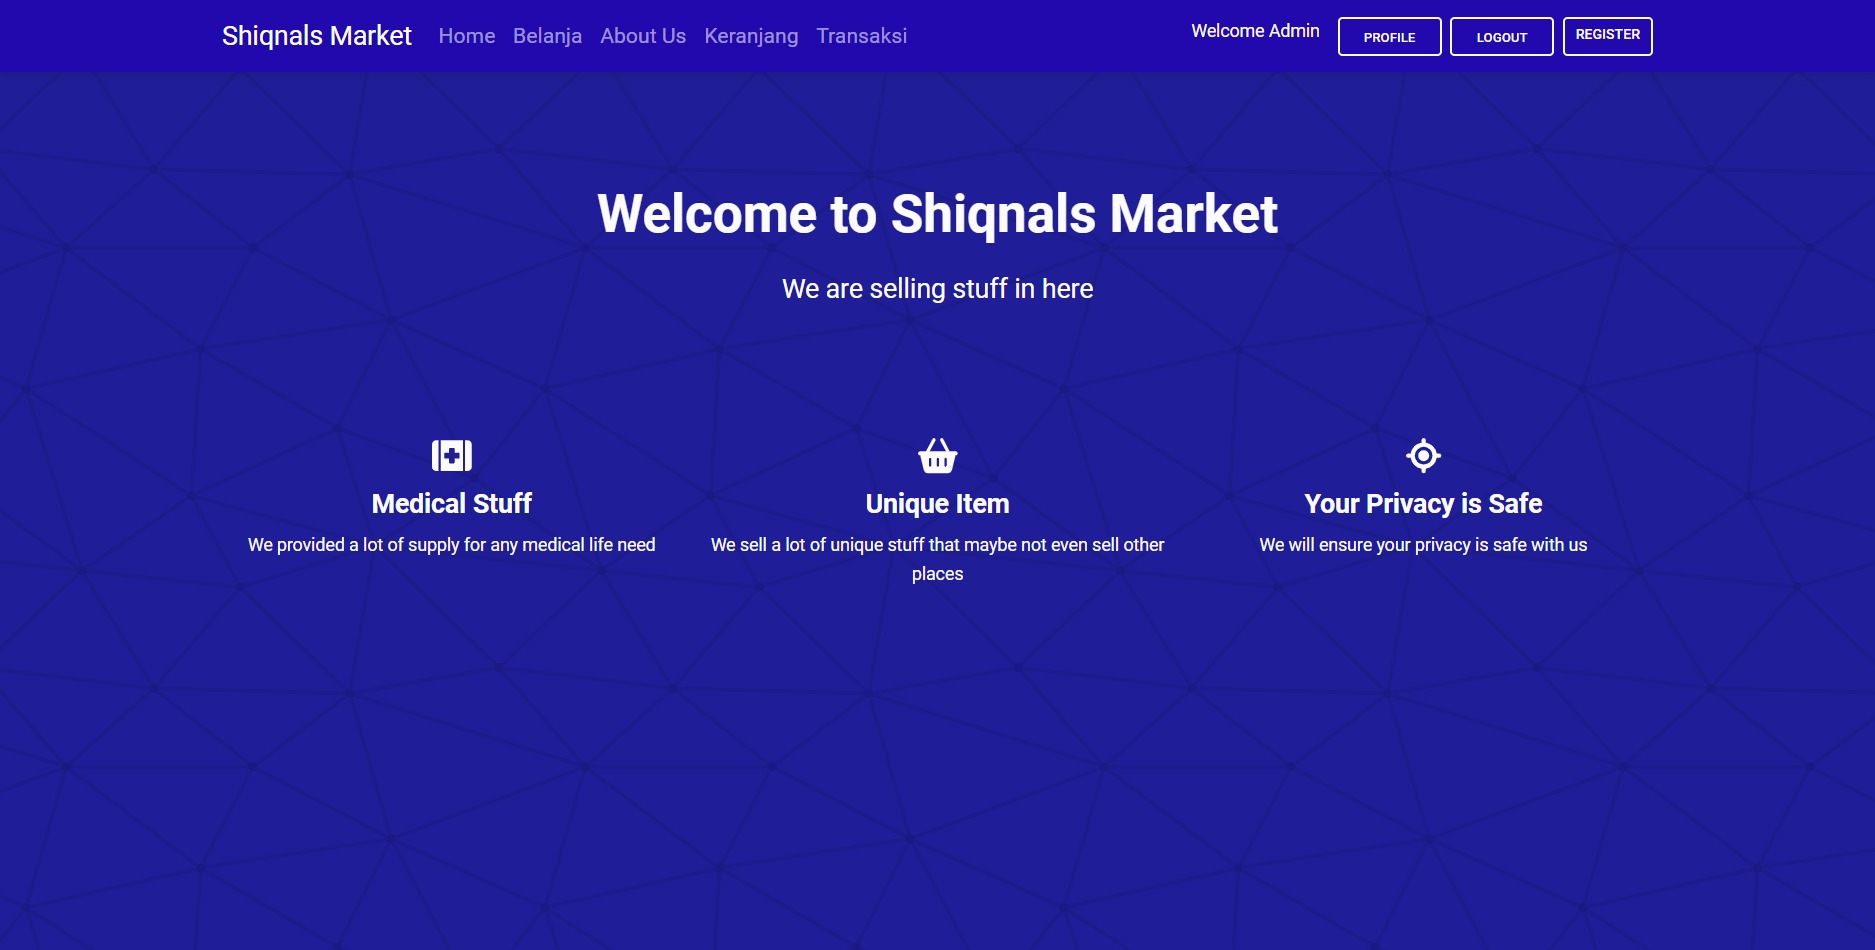 Shiqnals Market Home Belanja About Us Keranjang Transaksi Welcome Admin PROFILE LOGOUT REGISTER
Welcome to Shiqnals Market
We are selling stuff in here
Medical Stuff
We provided a lot of supply for any medical life need
Unique Item
We sell a lot of unique stuff that maybe not even sell other
places
Your Privacy is Safe
We will ensure your privacy is safe with us